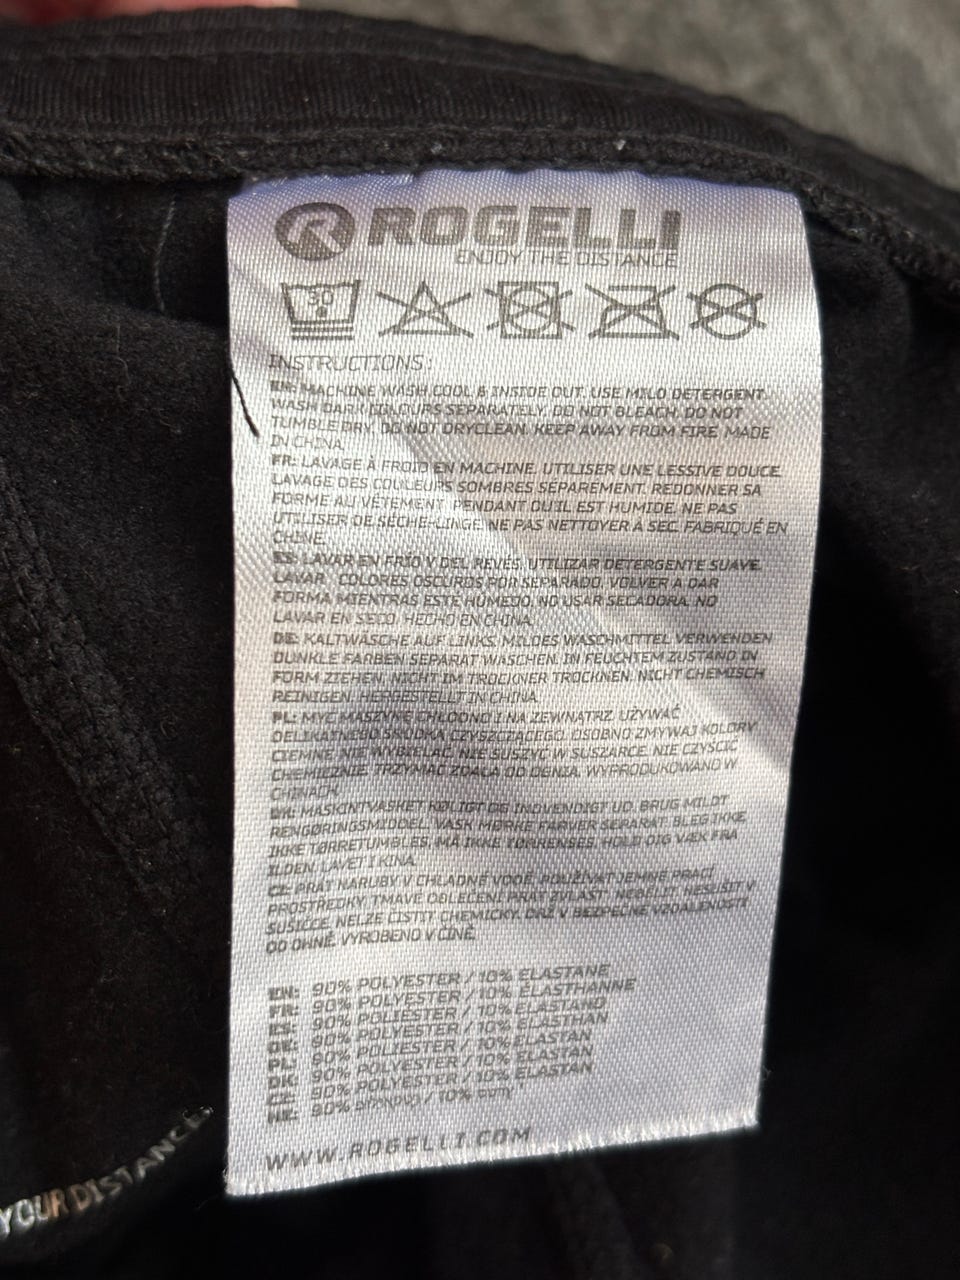 ROGELLI
ENJOY THE DISTANCE
30
INSTRUCTIONS:
EN: MACHINE WASH COOL & INSIDE OUT. USE MILD DETERGENT.
WASH DARK COLOURS SEPARATELY. DO NOT BLEACH. DO NOT
TUMBLE DRY. DO NOT DRYCLEAN. KEEP AWAY FROM FIRE. MADE
IN CHINA.
FR: LAVAGE À FROID EN MACHINE. UTILISER UNE LESSIVE DOUCE.
LAVAGE DES COULEURS SOMBRES SÉPAREMENT. REDONNER SA
FORME AU VÊTEMENT PENDANT QU'IL EST HUMIDE. NE PAS
UTILISER DE SÈCHE-LINGE. NE PAS NETTOYER À SEC. FABRIQUÉ EN
CHINE.
ES: LAVAR EN FRÍO Y DEL REVÉS. UTILIZAR DETERGENTE SUAVE.
LAVAR COLORES OSCUROS POR SEPARADO. VOLVER A DAR
FORMA MIENTRAS ESTÉ HÚMEDO. NO USAR SECADORA. NO
LAVAR EN SECO. HECHO EN CHINA.
DE: KALTWÄSCHE AUF LINKS. MILDES WASCHMITTEL VERWENDEN
DUNKLE FARBEN SEPARAT WASCHEN. IN FEUCHTEM ZUSTAND IN
FORM ZIEHEN. NICHT IM TROCKNER TROCKNEN. NICHT CHEMISCH
REINIGEN. HERGESTELLT IN CHINA.
PL: MYĆ MASZYNĘ CHŁODNO I NA ZEWNĄTRZ. UŻYWAĆ
DELIKATNEGO ŚRODKA CZYSZCZĄCEGO. OSOBNO ZMYWAJ KOLORY
CIEMNE. NIE WYBIELAĆ. NIE SUSZYĆ W SUSZARCE. NIE CZYŚCIĆ
CHEMICZNIE. TRZYMAĆ ZDALA OD OGNIA. WYPRODUKOWANO W
CHINACH.
DK: MASKINTVASKET KØLIGT OG INDVENDIGT UD. BRUG MILDT
RENGØRINGSMIDDEL. VASK MØRKE FARVER SEPARAT. BLEG IKKE.
IKKE TØRRETUMBLES. MÅ IKKE TØRRENSES. HOLD DIG VÆK FRA
ILDEN. LAVET I KINA.
CZ: PRÁT NARUBY V CHLADNÉ VODĚ. POUŽÍVAT JEMNÉ PRACÍ
PROSTŘEDKY. TMAVÉ OBLEČENÍ PRÁT ZVLÁŠŤ. NEBĚLIT. NESUŠIT V
SUŠIČCE. NELZE ČISTIT CHEMICKY. DRŽ V BEZPEČNÉ VZDÁLENOSTI
OD OHNĚ. VYROBENO V ČÍNĚ.
EN: 90% POLYESTER / 10% ELASTANE
FR: 90% POLYESTER / 10% ÉLASTHANNE
ES: 90% POLIESTER / 10% ELASTANO
DE: 90% POLYESTER / 10% ELASTHAN
PL: 90% POLIESTER / 10% ELASTAN
DK: 90% POLYESTER / 10% ELASTAN
CZ: 90% POLYESTER / 10% ELASTAN
HE: 90% / 10%
WWW.ROGELLI.COM
YOUR DISTANCE